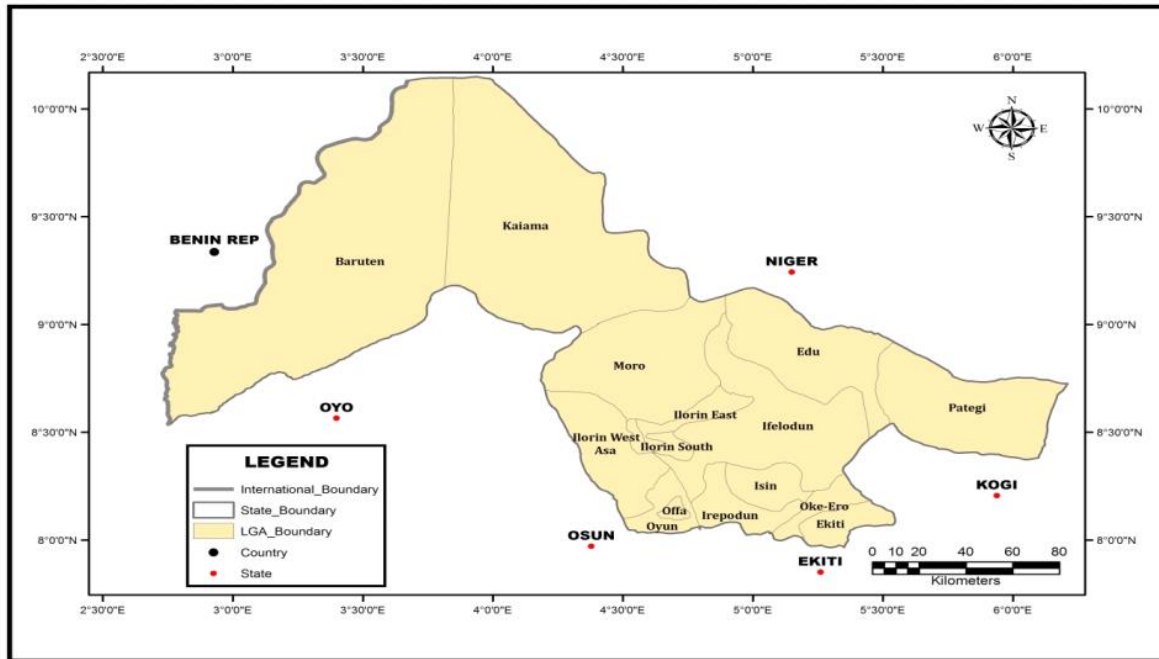 2°30'0"E 3°0'0"E 3°30'0"E 4°0'0"E 4°30'0"E 5°0'0"E 5°30'0"E 6°0'0"E
10°0'0"N 10°0'0"N
N
W E
S
9°30'0"N 9°30'0"N
Kaiama
BENIN REP
Baruten
NIGER
9°0'0"N 9°0'0"N
Edu
Moro
Pategi
OYO
Ilorin East
Ifelodun
8°30'0"N 8°30'0"N
Ilorin West
Asa
Ilorin South
Isin
KOGI
Oke-Ero
Offa
Irepodun
Ekiti
Oyun
OSUN
8°0'0"N 8°0'0"N
EKITI
LEGEND
International_Boundary
State_Boundary
LGA_Boundary
Country
State
0 10 20 40 60 80
Kilometers
2°30'0"E 3°0'0"E 3°30'0"E 4°0'0"E 4°30'0"E 5°0'0"E 5°30'0"E 6°0'0"E